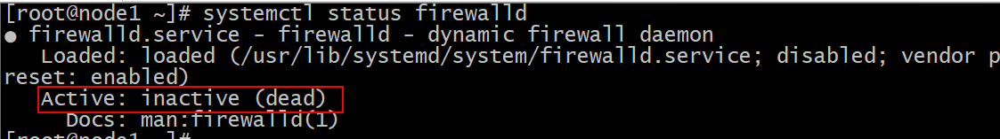 [root@node1 ~]# systemctl status firewalld
● firewalld.service - firewalld - dynamic firewall daemon
   Loaded: loaded (/usr/lib/systemd/system/firewalld.service; disabled; vendor p
reset: enabled)
   Active: inactive (dead)
     Docs: man:firewalld(1)
[root@node1 ~]#